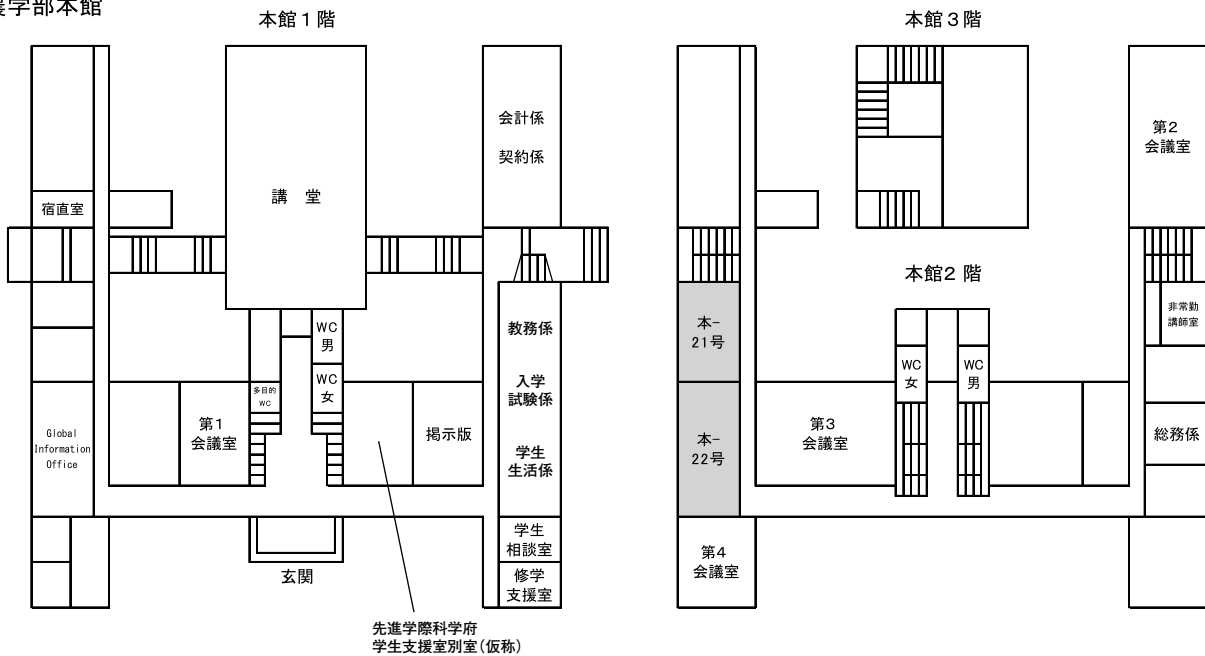 農学部本館
本館１階
会計係
契約係
講　堂
宿直室
WC
男
教務係
WC
女
多目的
WC
入学
試験係
第1
会議室
掲示版
Global
Information
Office
学生
生活係
学生
相談室
修学
支援室
玄関
先進学際科学府
学生支援室別室(仮称)
本館３階
第2
会議室
本館２階
本-
21号
非常勤
講師室
WC
女
WC
男
第3
会議室
本-
22号
総務係
第4
会議室